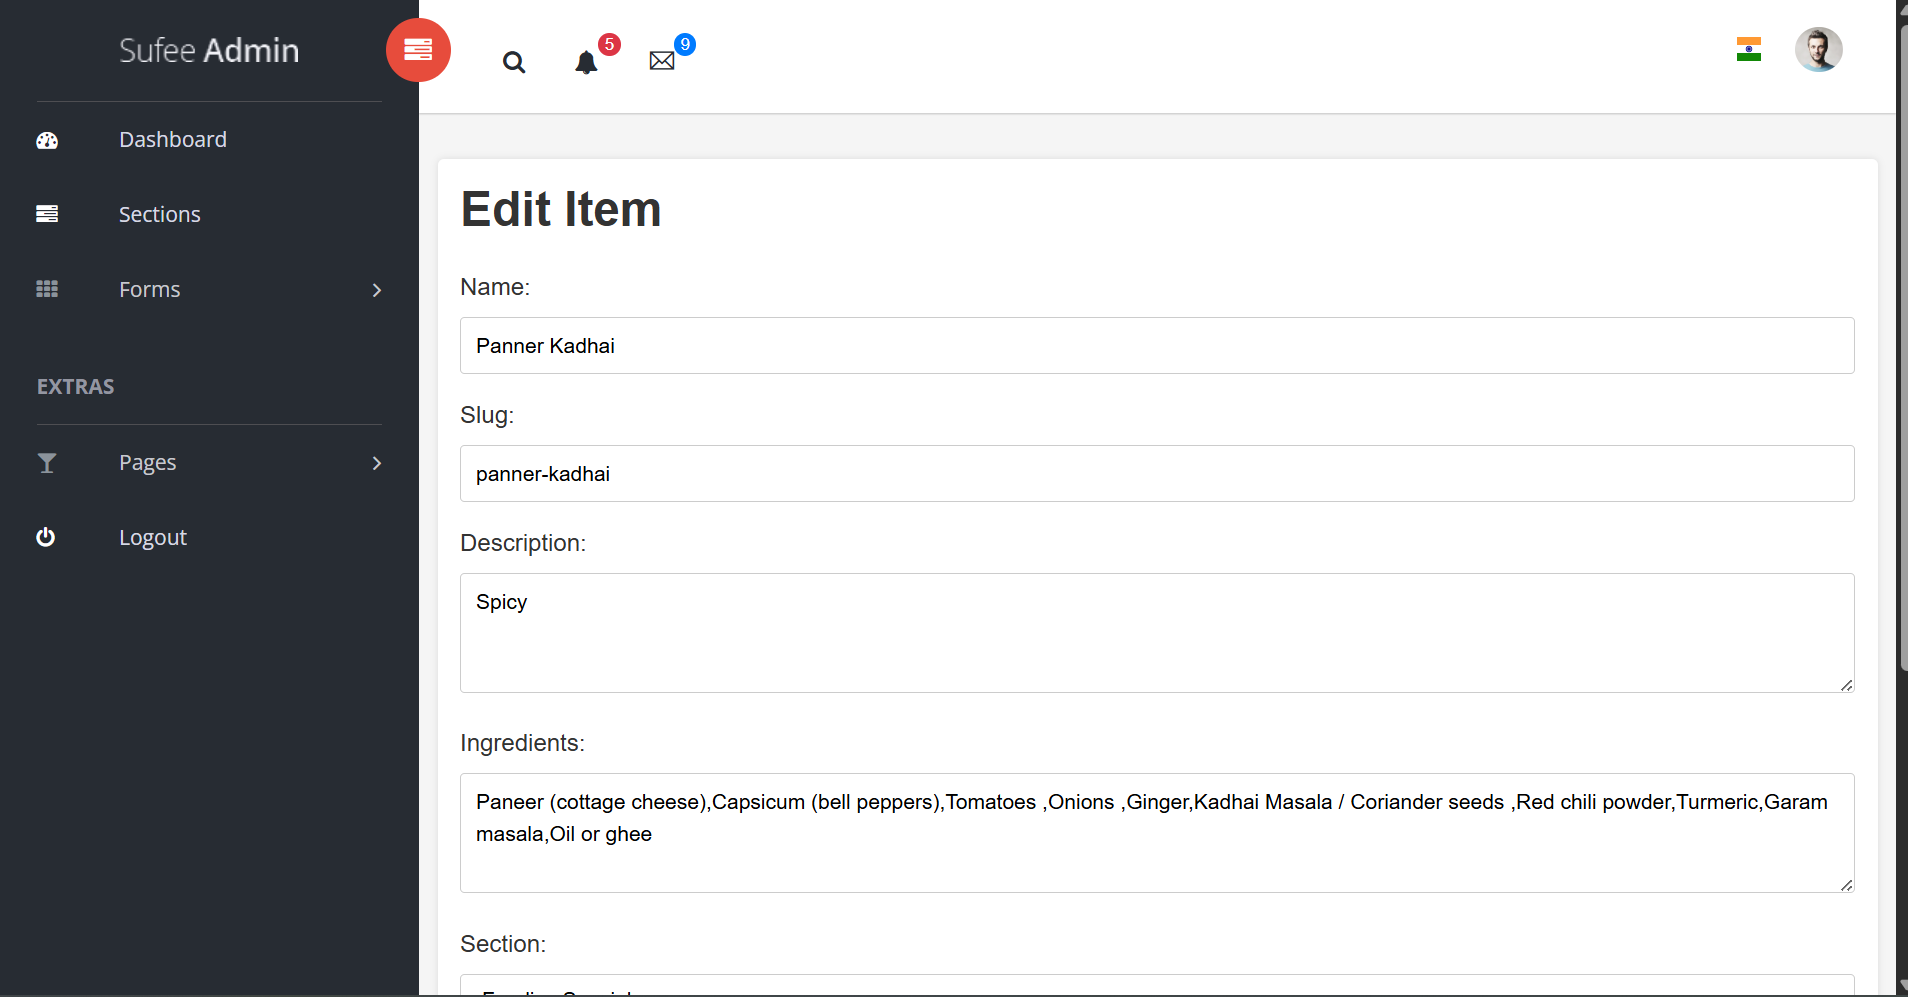 Sufee Admin
5
9
Dashboard
Sections
Forms
EXTRAS
Pages
Logout
Edit Item
Name:
Panner Kadhai
Slug:
panner-kadhai
Description:
Spicy
Ingredients:
Paneer (cottage cheese),Capsicum (bell peppers),Tomatoes ,Onions ,Ginger,Kadhai Masala / Coriander seeds ,Red chili powder,Turmeric,Garam
masala,Oil or ghee
Section: